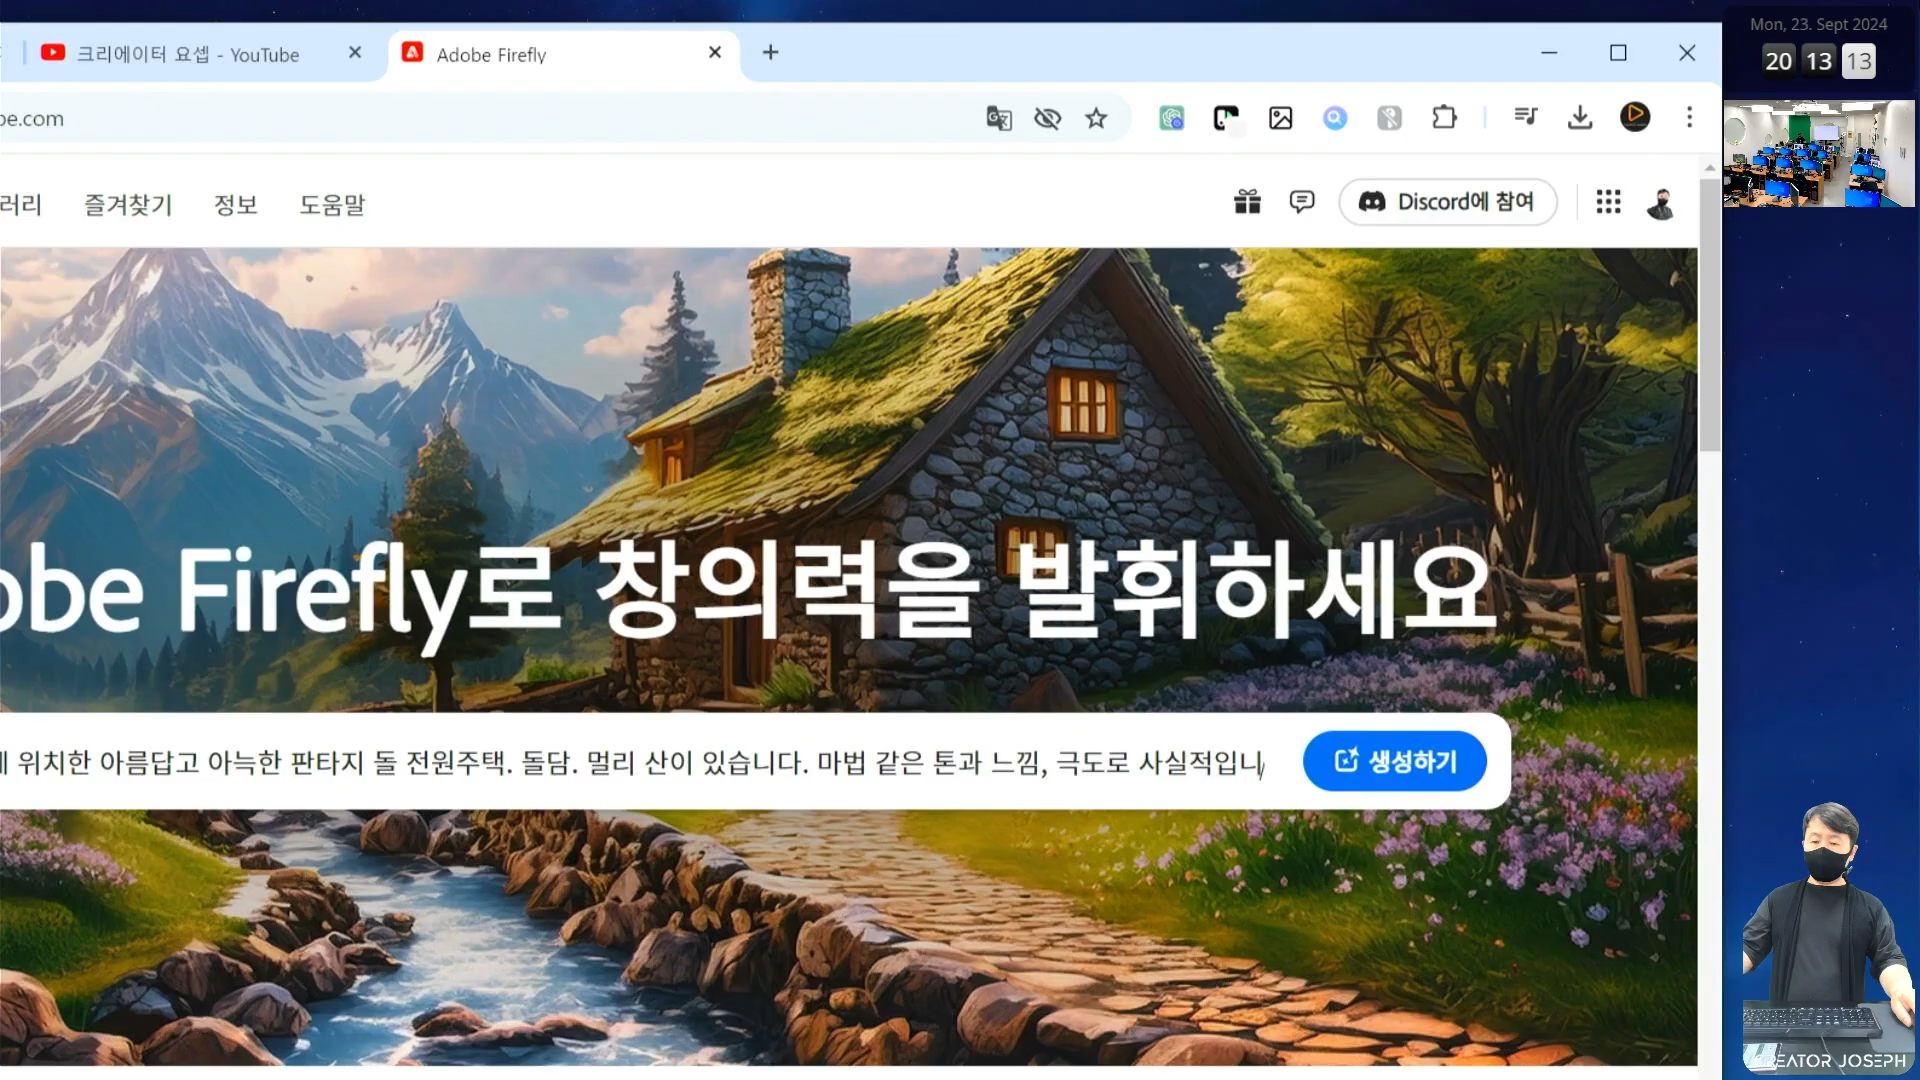 크리에이터 요셉 - YouTube
Adobe Firefly
Mon, 23. Sept 2024
20 13 13
be.com
러리 즐겨찾기 정보 도움말
Discord에 참여
obe Firefly로 창의력을 발휘하세요
위치한 아름답고 아늑한 판타지 돌 전원주택. 돌담. 멀리 산이 있습니다. 마법 같은 톤과 느낌, 극도로 사실적입니
생성하기
CREATOR JOSEPH